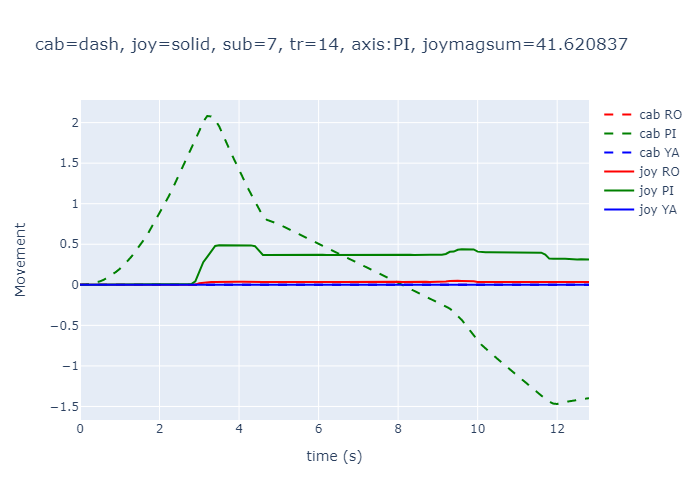 cab=dash, joy=solid, sub=7, tr=14, axis:PI, joymagsum=41.620837
cab RO
cab PI
cab YA
joy RO
joy PI
joy YA
Movement
2
1.5
1
0.5
0
−0.5
−1
−1.5
0 2 4 6 8 10 12
time (s)